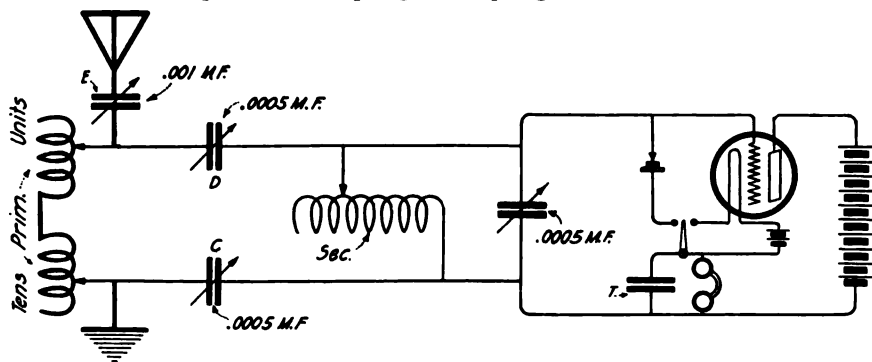 E
.001 M.F.
.0005 M.F.
D
Units
Prim.
Tens
C
.0005 M.F
Sec.
.0005 M.F.
T.